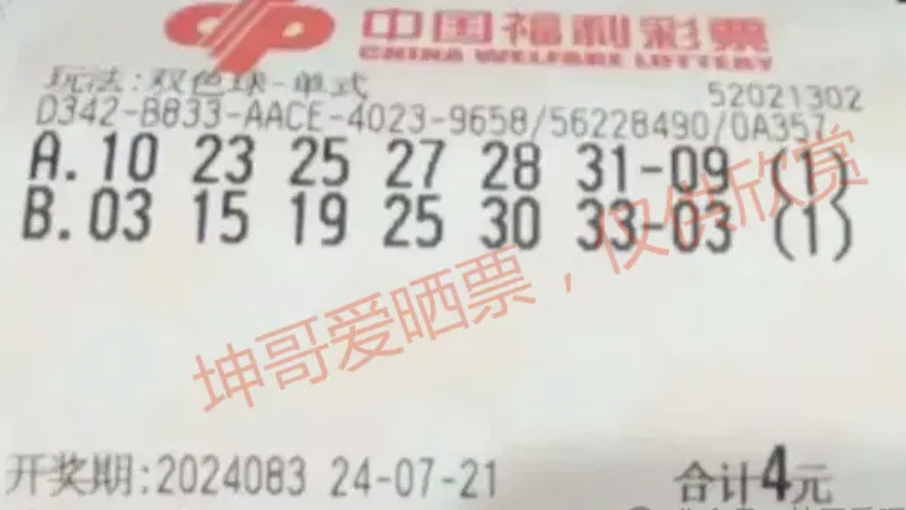 中国福利彩票
CHINA WELFARE LOTTERY
玩法:双色球-单式
52021302
D342-B833-AACE-4023-9658/56228490/0A357
A.10 23 25 27 28 31-09 (1)
B.03 15 19 25 30 33-03 (1)
坤哥爱晒票，仅供欣赏
开奖期:2024083 24-07-21 合计4元